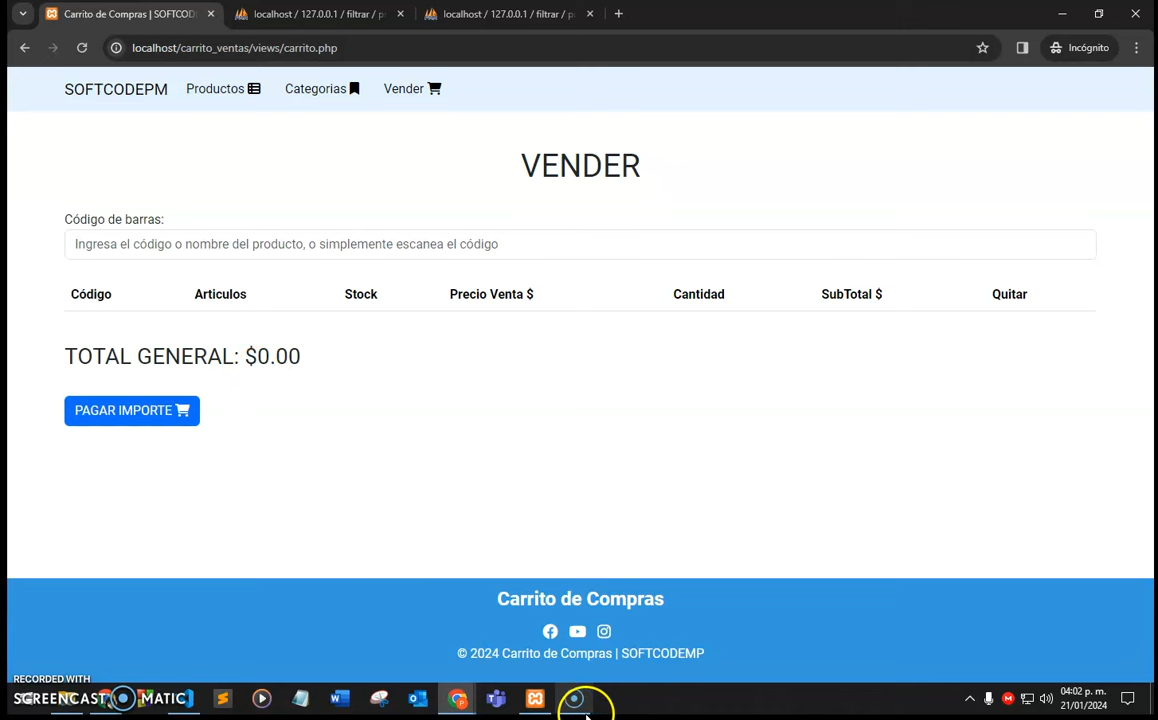 Carrito de Compras | SOFTCOD
localhost / 127.0.0.1 / filtrar / p
localhost / 127.0.0.1 / filtrar / p
localhost/carrito_ventas/views/carrito.php
Incógnito
SOFTCODEPM Productos Categorias Vender
VENDER
Código de barras:
Ingresa el código o nombre del producto, o simplemente escanea el código
Código Articulos Stock Precio Venta $ Cantidad SubTotal $ Quitar
TOTAL GENERAL: $0.00
PAGAR IMPORTE
Carrito de Compras
© 2024 Carrito de Compras | SOFTCODEMP
RECORDED WITH
SCREENCAST MATIC
04:02 p. m.
21/01/2024